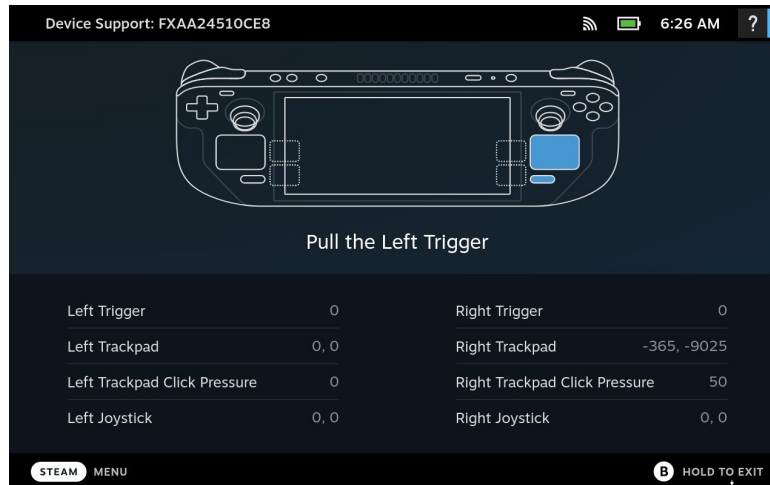 Device Support: FXAA24510CE8 6:26 AM ?
Pull the Left Trigger
Left Trigger 0
Left Trackpad 0, 0
Left Trackpad Click Pressure 0
Left Joystick 0, 0
Right Trigger 0
Right Trackpad -365, -9025
Right Trackpad Click Pressure 50
Right Joystick 0, 0
STEAM MENU
B HOLD TO EXIT